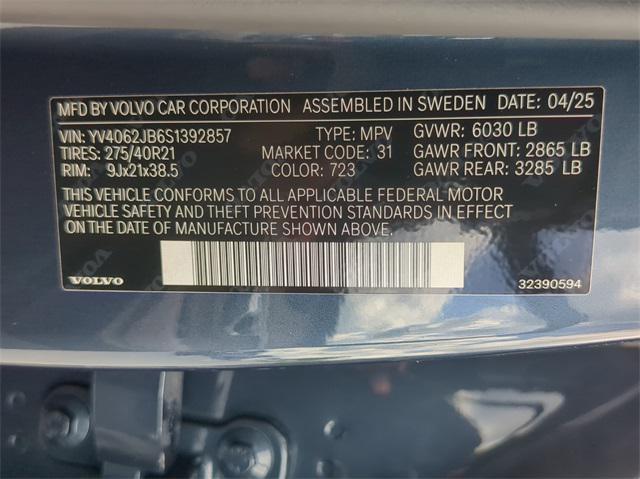 MFD BY VOLVO CAR CORPORATION ASSEMBLED IN SWEDEN DATE: 04/25
VIN: YV4062JB6S1392857 TYPE: MPV GVWR: 6030 LB
TIRES: 275/40R21 MARKET CODE: 31 GAWR FRONT: 2865 LB
RIM: 9Jx21x38.5 COLOR: 723 GAWR REAR: 3285 LB
THIS VEHICLE CONFORMS TO ALL APPLICABLE FEDERAL MOTOR
VEHICLE SAFETY AND THEFT PREVENTION STANDARDS IN EFFECT
ON THE DATE OF MANUFACTURE SHOWN ABOVE.
VOLVO 32390594